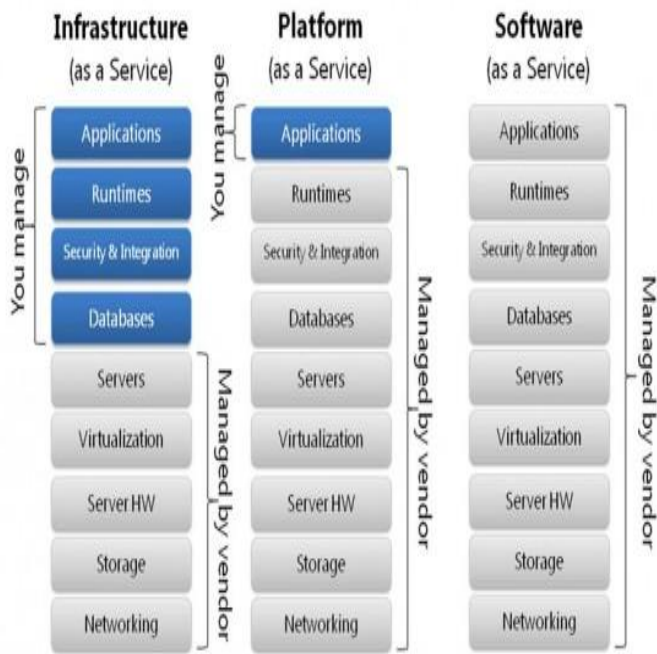 Infrastructure
(as a Service)
You manage
Applications
Runtimes
Security & Integration
Databases
Servers
Virtualization
Server HW
Storage
Networking
Managed by vendor
Platform
(as a Service)
You manage
Applications
Runtimes
Security & Integration
Databases
Servers
Virtualization
Server HW
Storage
Networking
Managed by vendor
Software
(as a Service)
Applications
Runtimes
Security & Integration
Databases
Servers
Virtualization
Server HW
Storage
Networking
Managed by vendor